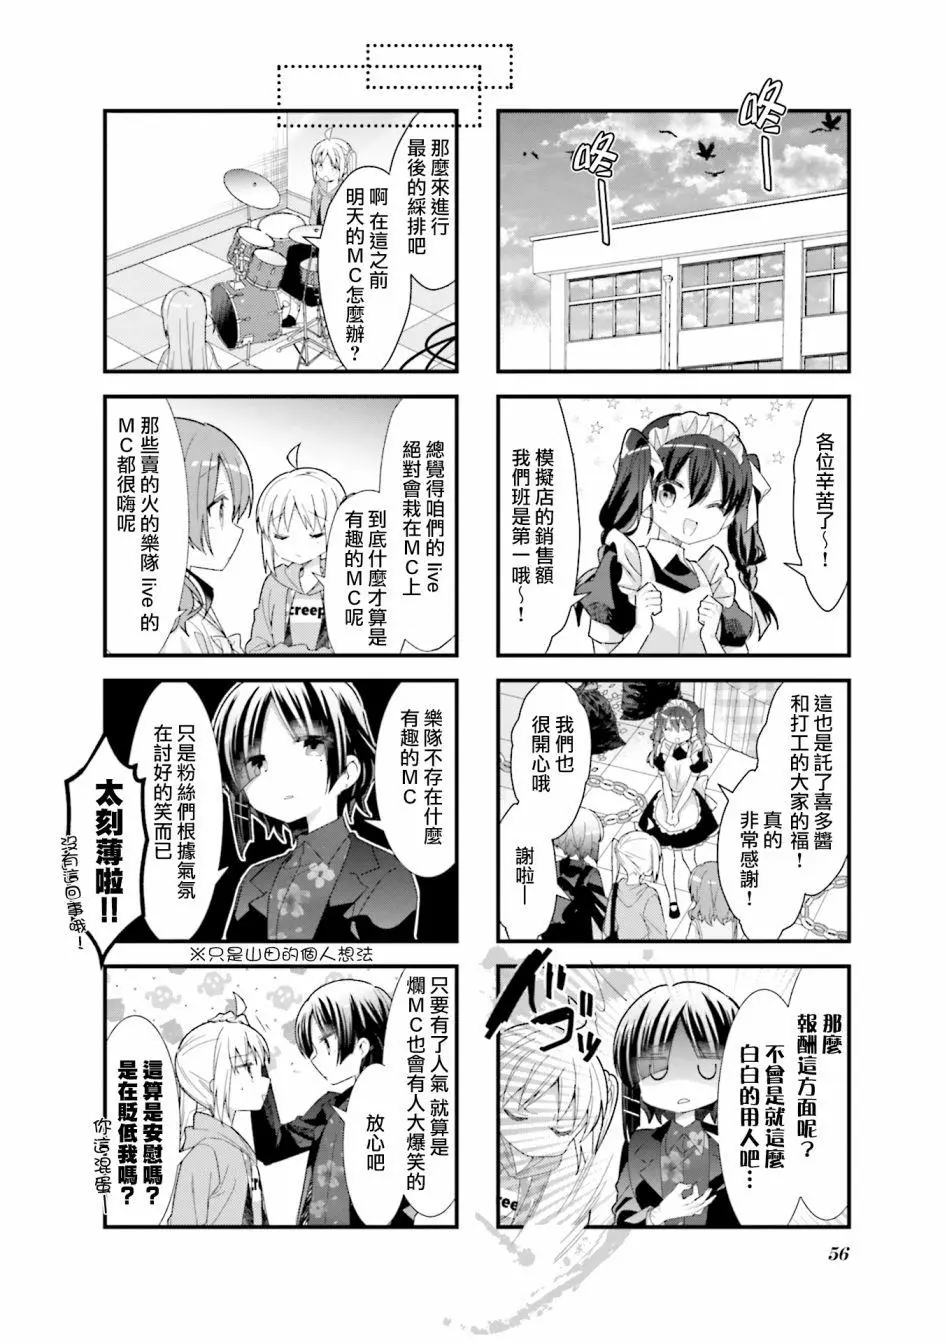 咚—
咚—
各位辛苦了～！
模擬店的銷售額
我們班是第一哦～！
這也是託了喜多醬
和打工的大家的福！
真的
非常感謝！
我們也
很開心哦
謝啦—
那麼
報酬這方面呢？
不曾是就這麼
白白的用人吧…
ドゴッ
那麼來進行
最後的綵排吧
啊 在這之前
明天的MC怎麼辦？
總覺得咱們的 live
絕對會栽在MC上
到底什麼才算是
有趣的MC呢
creep
那些賣的火的樂隊 live 的
MC都很嗨呢
樂隊不存在什麼
有趣的MC
只是粉絲們根據氣氛
在討好的笑而已
太刻薄啦!!
沒有這回事哦！
※只是山田的個人想法
只要有了人氣 就算是
爛MC也會有人大爆笑的
放心吧
這算是安慰嗎？
是在貶低我嗎？
你這混蛋—
56